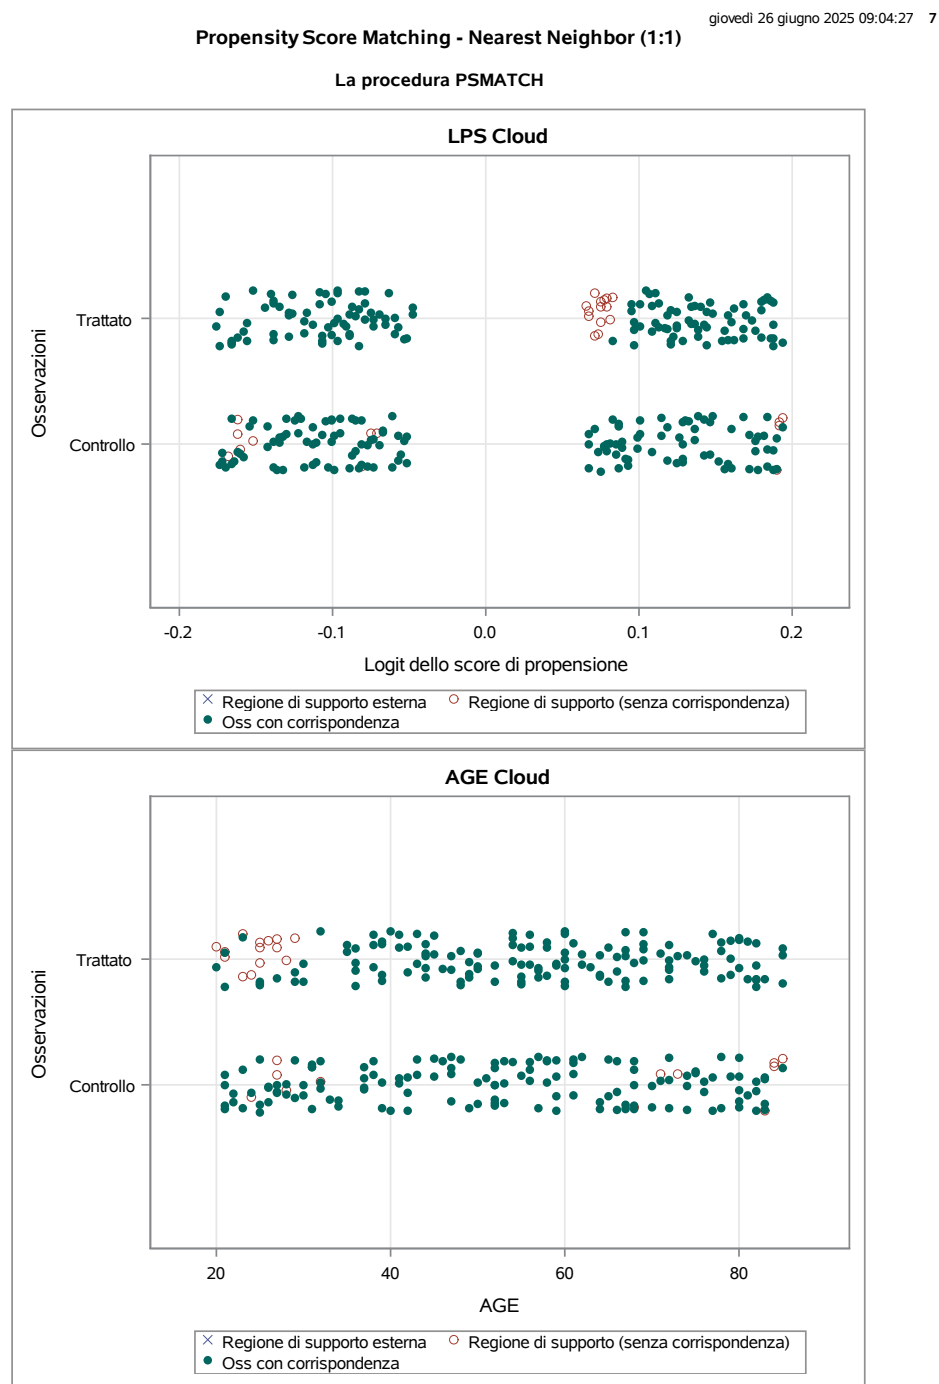 giovedì 26 giugno 2025 09:04:27 7
Propensity Score Matching - Nearest Neighbor (1:1)
La procedura PSMATCH
LPS Cloud
Osservazioni
Trattato
Controllo
-0.2 -0.1 0.0 0.1 0.2
Logit dello score di propensione
Regione di supporto esterna Regione di supporto (senza corrispondenza)
Oss con corrispondenza
AGE Cloud
Osservazioni
Trattato
Controllo
20 40 60 80
AGE
Regione di supporto esterna Regione di supporto (senza corrispondenza)
Oss con corrispondenza